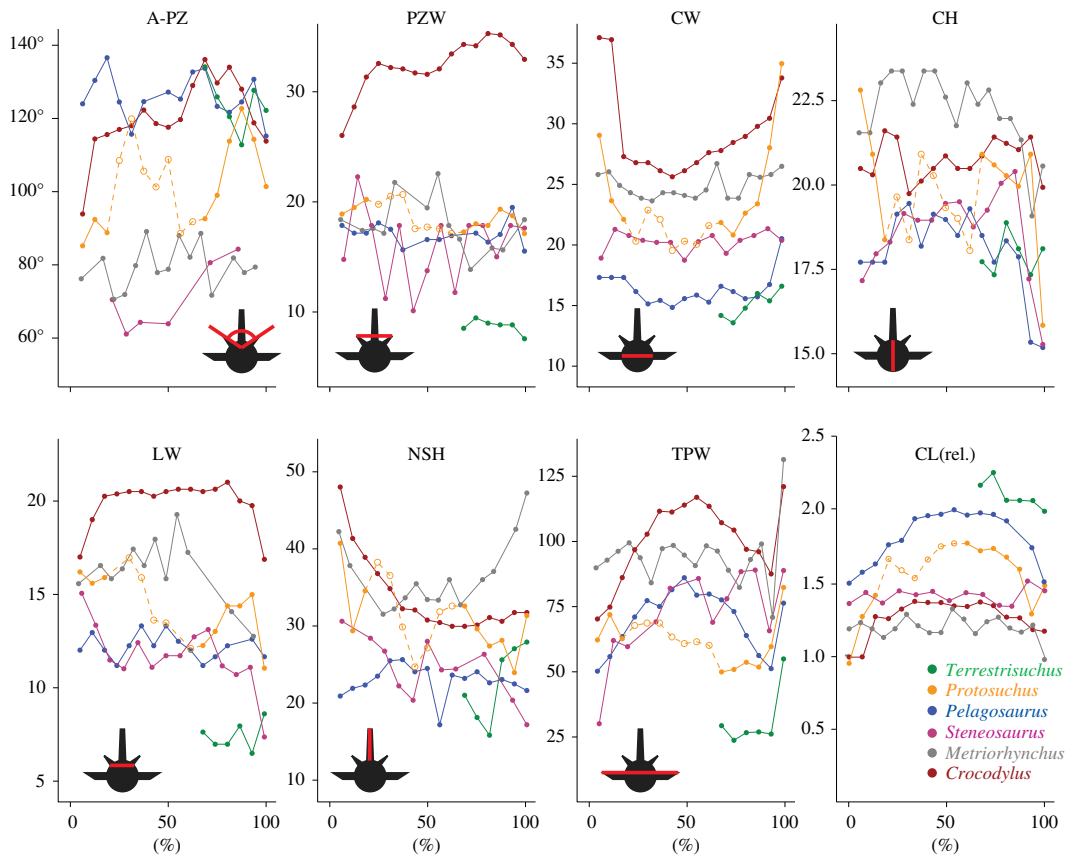 A-PZ
PZW
CW
CH
140°
120°
100°
80°
60°
30
20
10
35
30
25
20
15
10
22.5
20.0
17.5
15.0
LW
NSH
TPW
CL(rel.)
20
15
10
5
50
40
30
20
10
125
100
75
50
25
2.5
2.0
1.5
1.0
0.5
Terrestrisuchus
Protosuchus
Pelagosaurus
Steneosaurus
Metriorhynchus
Crocodylus
0 50 100
(%)
0 50 100
(%)
0 50 100
(%)
0 50 100
(%)